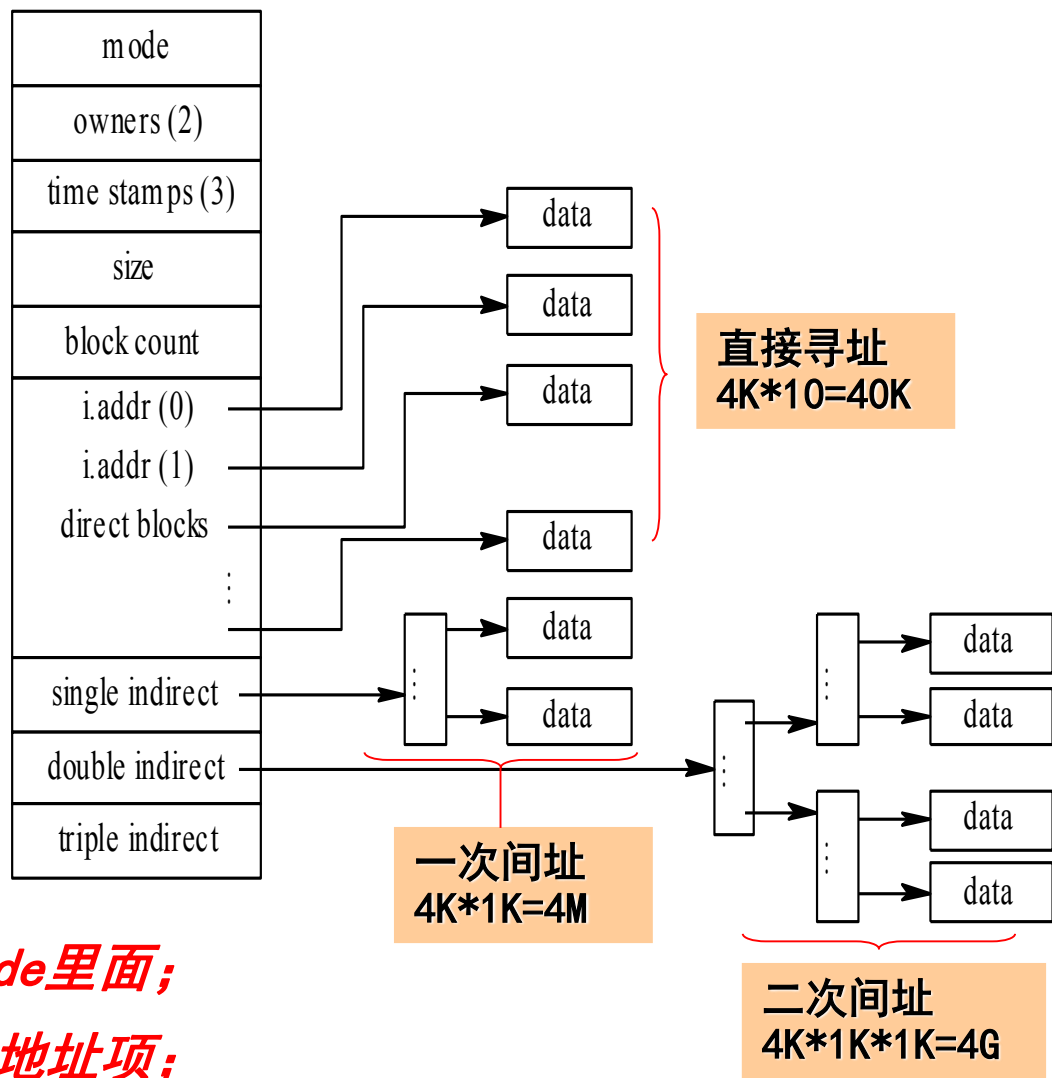 mode
owners (2)
time stamps (3)
size
block count
i.addr (0)
i.addr (1)
direct blocks
⋮
single indirect
double indirect
triple indirect
data
data
data
data
data
data
⋮
直接寻址
4K*10=40K
一次间址
4K*1K=4M
⋮
⋮
⋮
data
data
data
data
二次间址
4K*1K*1K=4G
de里面；
地址项：